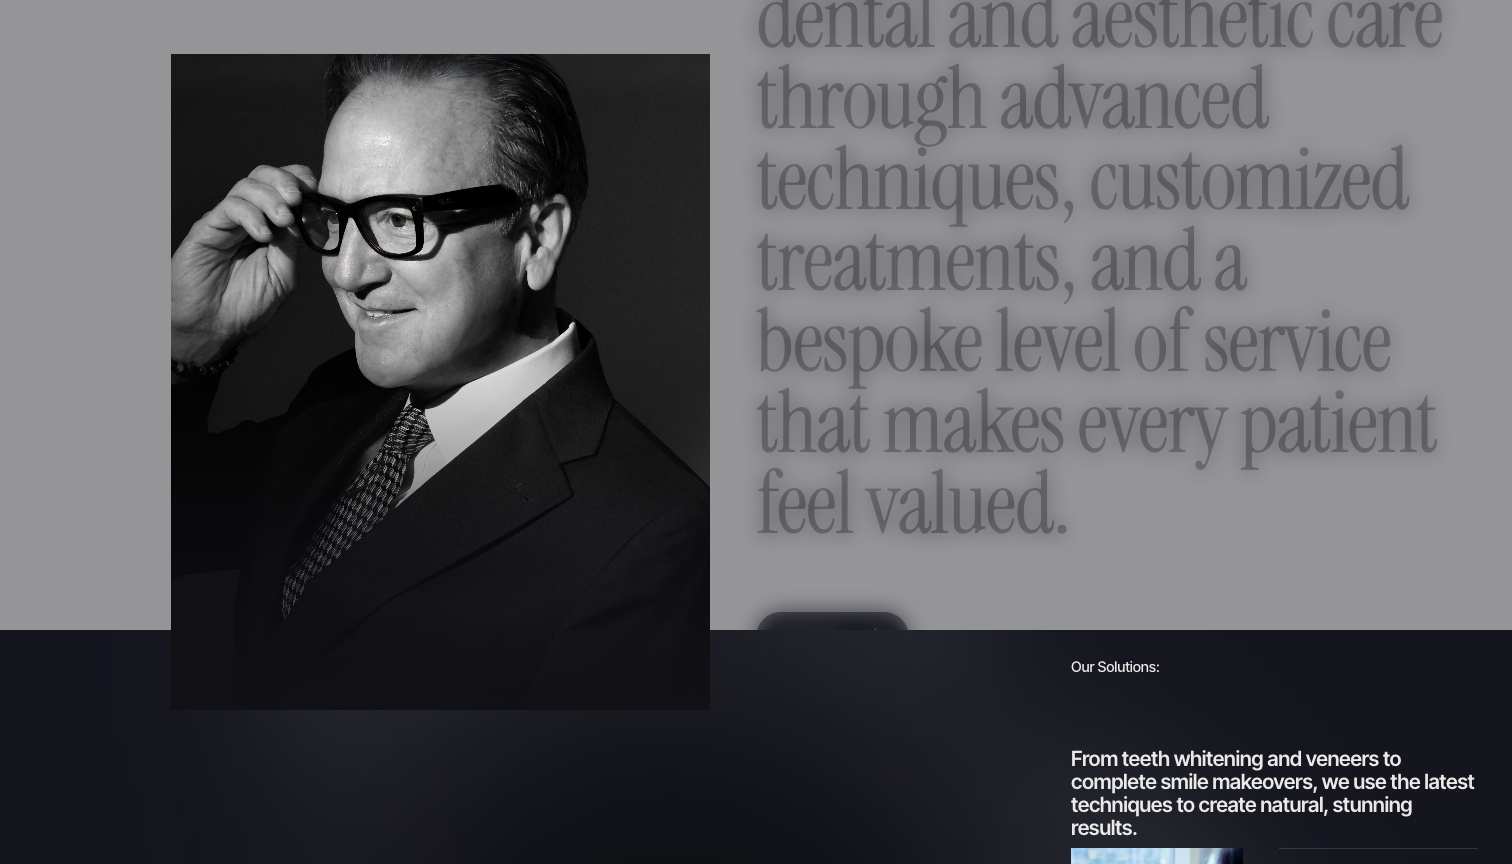 dental and aesthetic care
through advanced
techniques, customized
treatments, and a
bespoke level of service
that makes every patient
feel valued.
Our Solutions:
From teeth whitening and veneers to
complete smile makeovers, we use the latest
techniques to create natural, stunning
results.